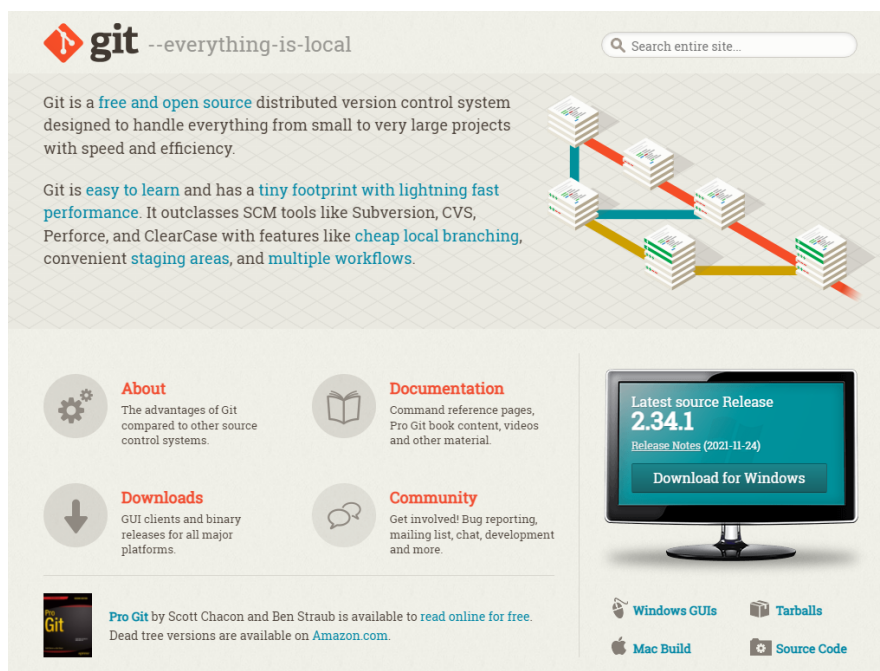 git --everything-is-local
Search entire site...
Git is a free and open source distributed version control system
designed to handle everything from small to very large projects
with speed and efficiency.
Git is easy to learn and has a tiny footprint with lightning fast
performance. It outclasses SCM tools like Subversion, CVS,
Perforce, and ClearCase with features like cheap local branching,
convenient staging areas, and multiple workflows.
About
The advantages of Git
compared to other source
control systems.
Documentation
Command reference pages,
Pro Git book content, videos
and other material.
Downloads
GUI clients and binary
releases for all major
platforms.
Community
Get involved! Bug reporting,
mailing list, chat, development
and more.
Pro
Git
Pro Git by Scott Chacon and Ben Straub is available to read online for free.
Dead tree versions are available on Amazon.com.
Latest source Release
2.34.1
Release Notes (2021-11-24)
Download for Windows
Windows GUIs
Tarballs
Mac Build
Source Code